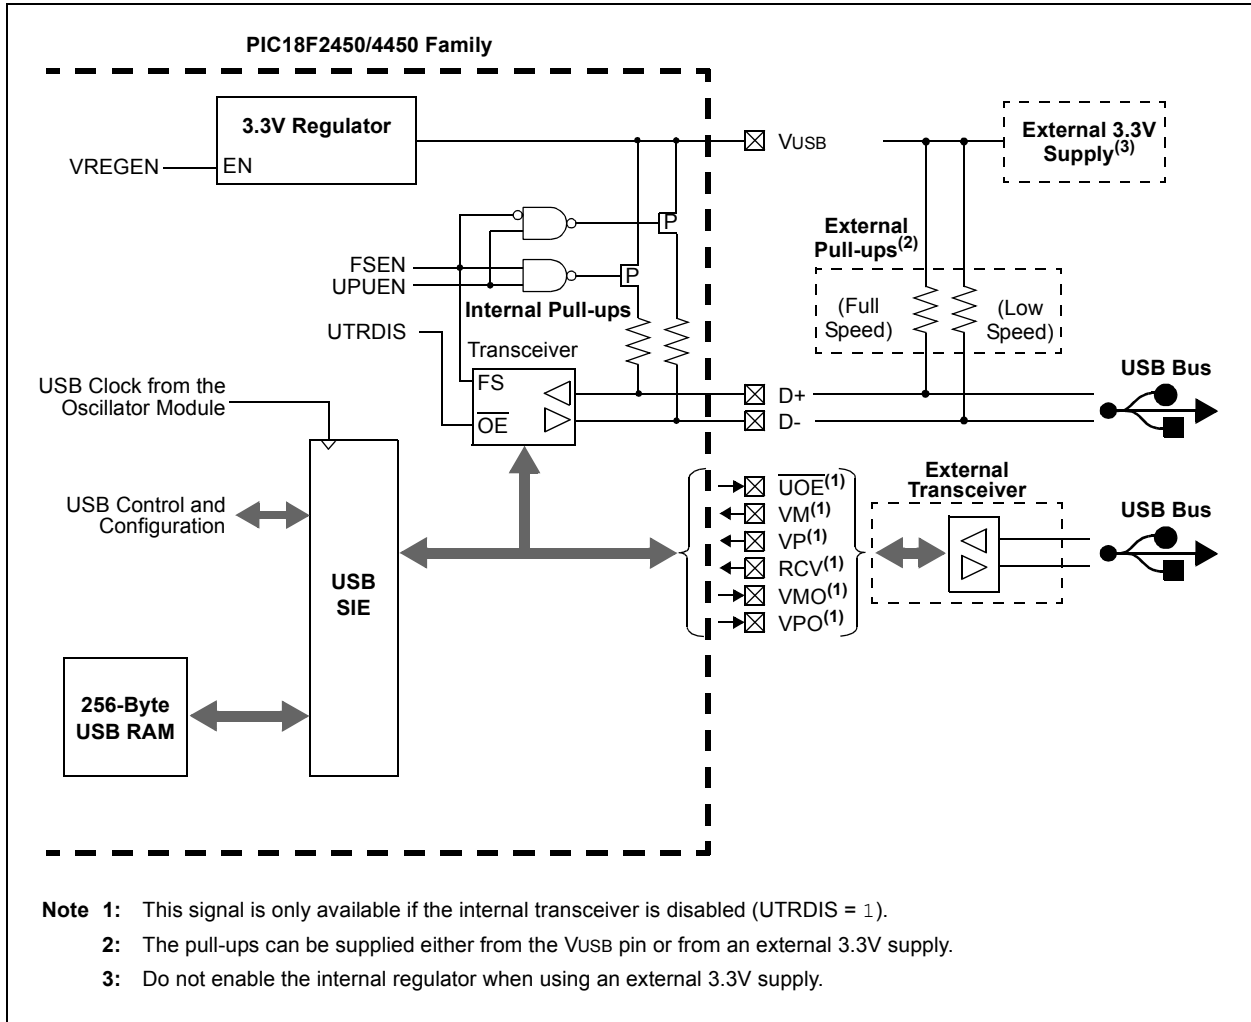 PIC18F2450/4450 Family
3.3V Regulator
EN
VREGEN
VUSB
External 3.3V
Supply(3)
P
External
Pull-ups(2)
FSEN
UPUEN
P
Internal Pull-ups
(Full
Speed)
(Low
Speed)
UTRDIS
Transceiver
FS
OE
D+
D-
USB Bus
USB Clock from the
Oscillator Module
USB Control and
Configuration
USB
SIE
UOE(1)
VM(1)
VP(1)
RCV(1)
VMO(1)
VPO(1)
External
Transceiver
USB Bus
256-Byte
USB RAM
Note 1: This signal is only available if the internal transceiver is disabled (UTRDIS = 1).
2: The pull-ups can be supplied either from the VUSB pin or from an external 3.3V supply.
3: Do not enable the internal regulator when using an external 3.3V supply.